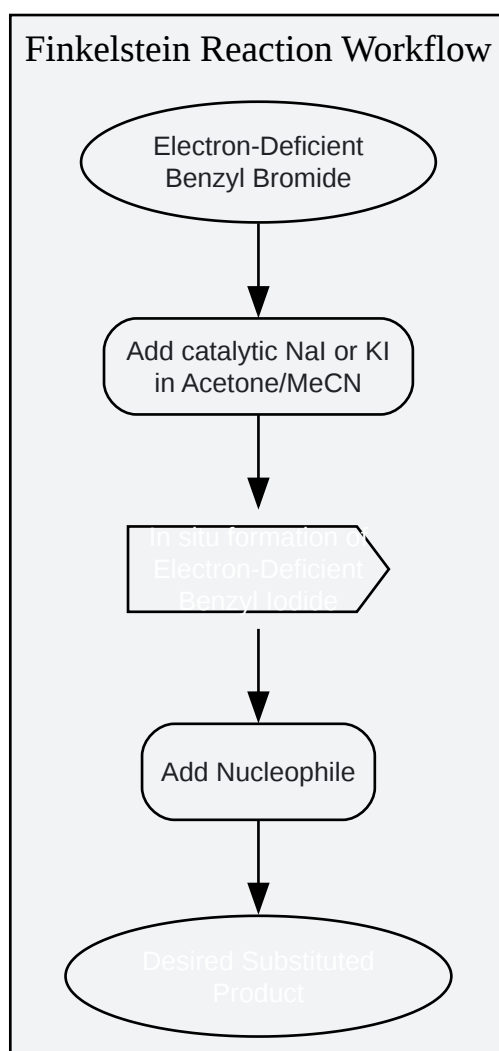 Finkelstein Reaction Workflow
Electron-Deficient
Benzyl Bromide
Add catalytic NaI or KI
in Acetone/MeCN
In situ formation of
Electron-Deficient
Benzyl Iodide
Add Nucleophile
Desired Substituted
Product